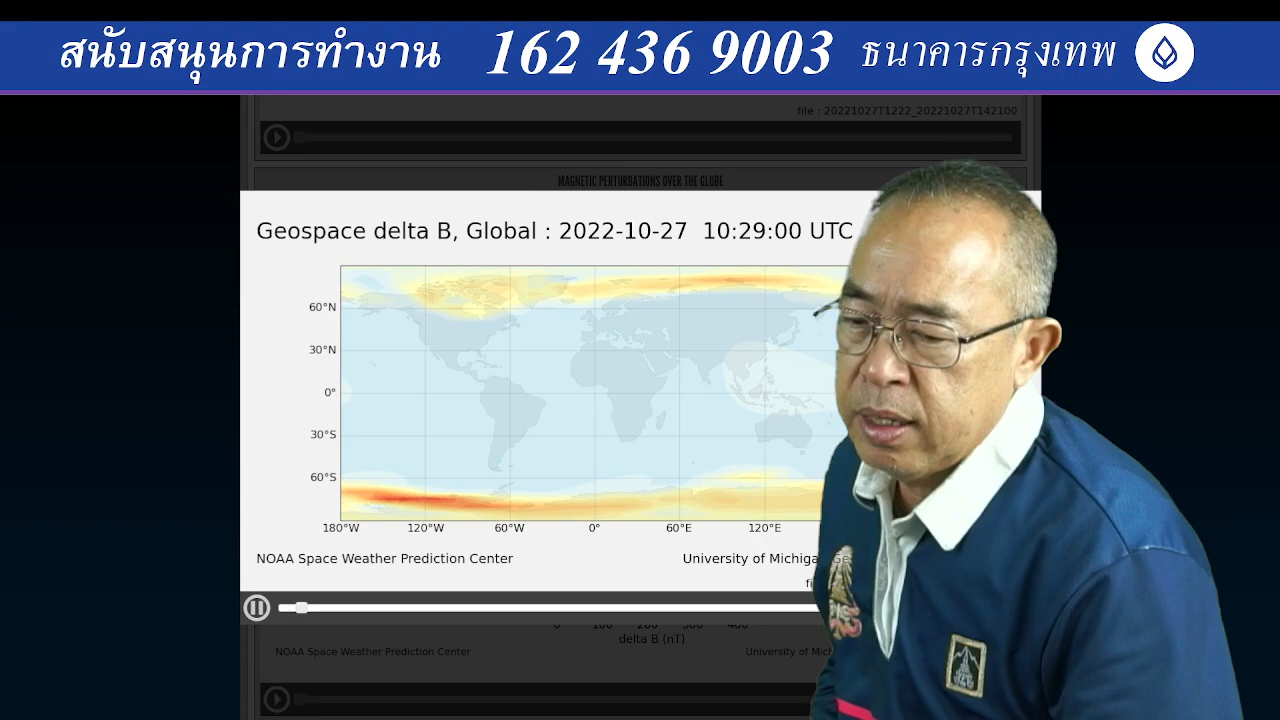 สนับสนุนการทำงาน 162 436 9003 ธนาคารกรุงเทพ
file : 20221027T1222_20221027T142100
MAGNETIC PERTURBATIONS OVER THE GLOBE
Geospace delta B, Global : 2022-10-27 10:29:00 UTC
60°N
30°N
0°
30°S
60°S
180°W 120°W 60°W 0° 60°E 120°E
NOAA Space Weather Prediction Center University of Michiga
fi
0 100 200 300 400
delta B (nT)
NOAA Space Weather Prediction Center University of Mich